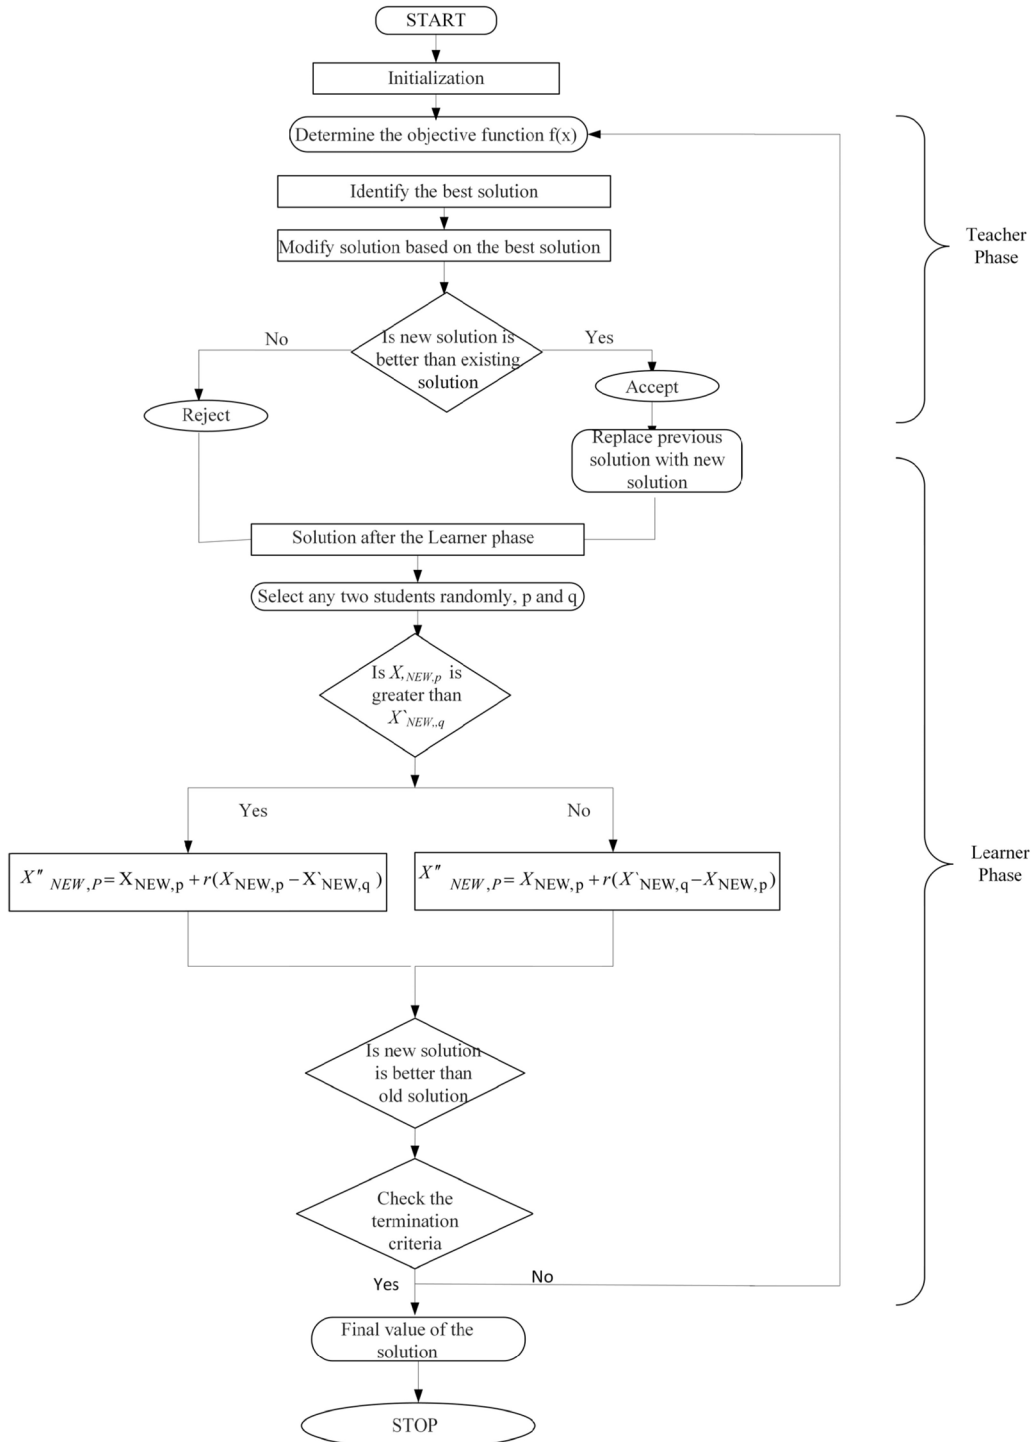 START
Initialization
Determine the objective function f(x)
Identify the best solution
Modify solution based on the best solution
Teacher
Phase
Is new solution is
better than existing
solution
No
Yes
Reject
Accept
Replace previous
solution with new
solution
Solution after the Learner phase
Select any two students randomly, p and q
Is X,NEW.p is
greater than
X`NEW,,q
Yes
No
X" NEW,P= XNEW,p +r(XNEW,p −X`NEW,q )
X" NEW,P= XNEW,p +r(X`NEW,q −XNEW,p)
Learner
Phase
Is new solution
is better than
old solution
Check the
termination
criteria
Yes
No
Final value of the
solution
STOP